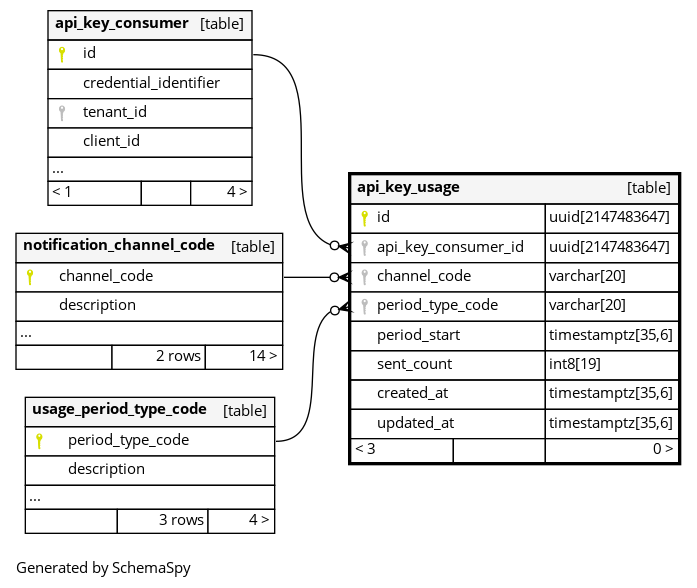 api_key_consumer [table]
id
credential_identifier
tenant_id
client_id
...
< 1 4 >
notification_channel_code [table]
channel_code
description
...
2 rows 14 >
usage_period_type_code [table]
period_type_code
description
...
3 rows 4 >
api_key_usage [table]
id uuid[2147483647]
api_key_consumer_id uuid[2147483647]
channel_code varchar[20]
period_type_code varchar[20]
period_start timestamptz[35,6]
sent_count int8[19]
created_at timestamptz[35,6]
updated_at timestamptz[35,6]
< 3 0 >
Generated by SchemaSpy